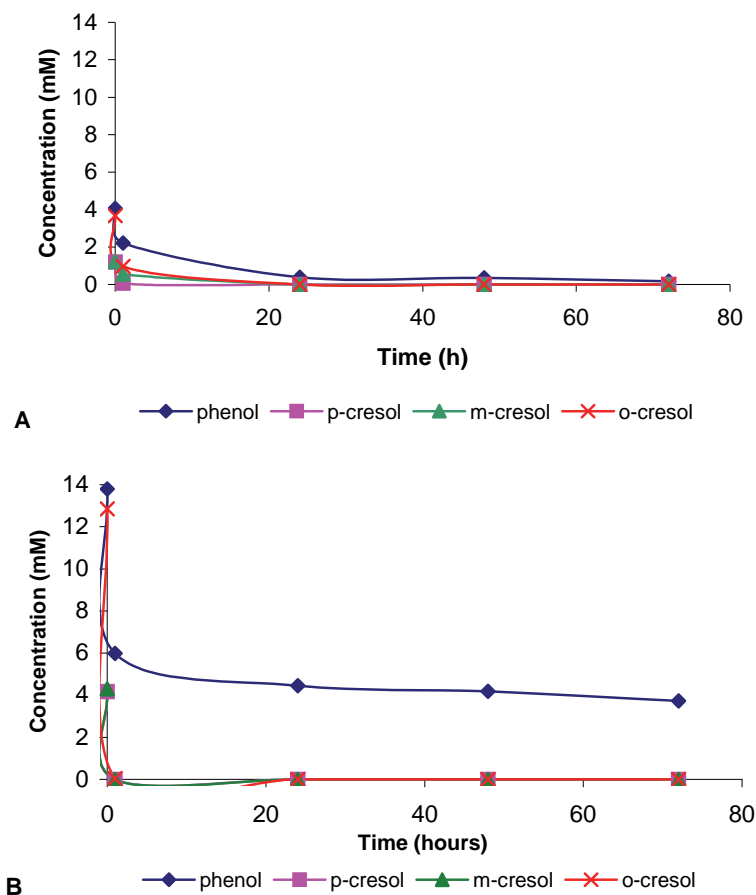 14
12
10
8
6
4
2
0
Concentration (mM)
0 20 40 60 80
Time (h)
A
phenol p-cresol m-cresol o-cresol
14
12
10
8
6
4
2
0
Concentration (mM)
0 20 40 60 80
Time (hours)
B
phenol p-cresol m-cresol o-cresol